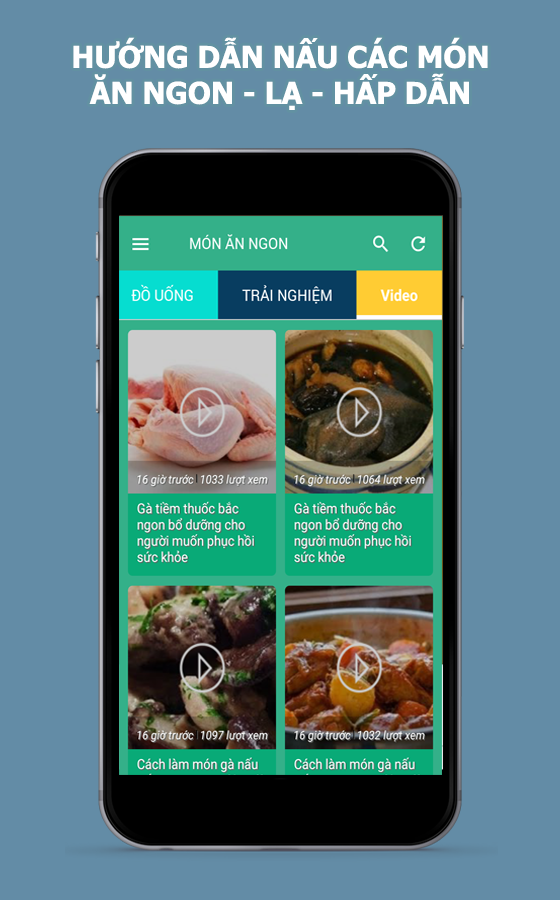 HƯỚNG DẪN NẤU CÁC MÓN
ĂN NGON - LẠ - HẤP DẪN
MÓN ĂN NGON
ĐỒ UỐNG
TRẢI NGHIỆM
Video
16 giờ trước | 1033 lượt xem
16 giờ trước | 1064 lượt xem
Gà tiềm thuốc bắc
ngon bổ dưỡng cho
người muốn phục hồi
sức khỏe
Gà tiềm thuốc bắc
ngon bổ dưỡng cho
người muốn phục hồi
sức khỏe
16 giờ trước | 1097 lượt xem
16 giờ trước | 1032 lượt xem
Cách làm món gà nấu
Cách làm món gà nấu